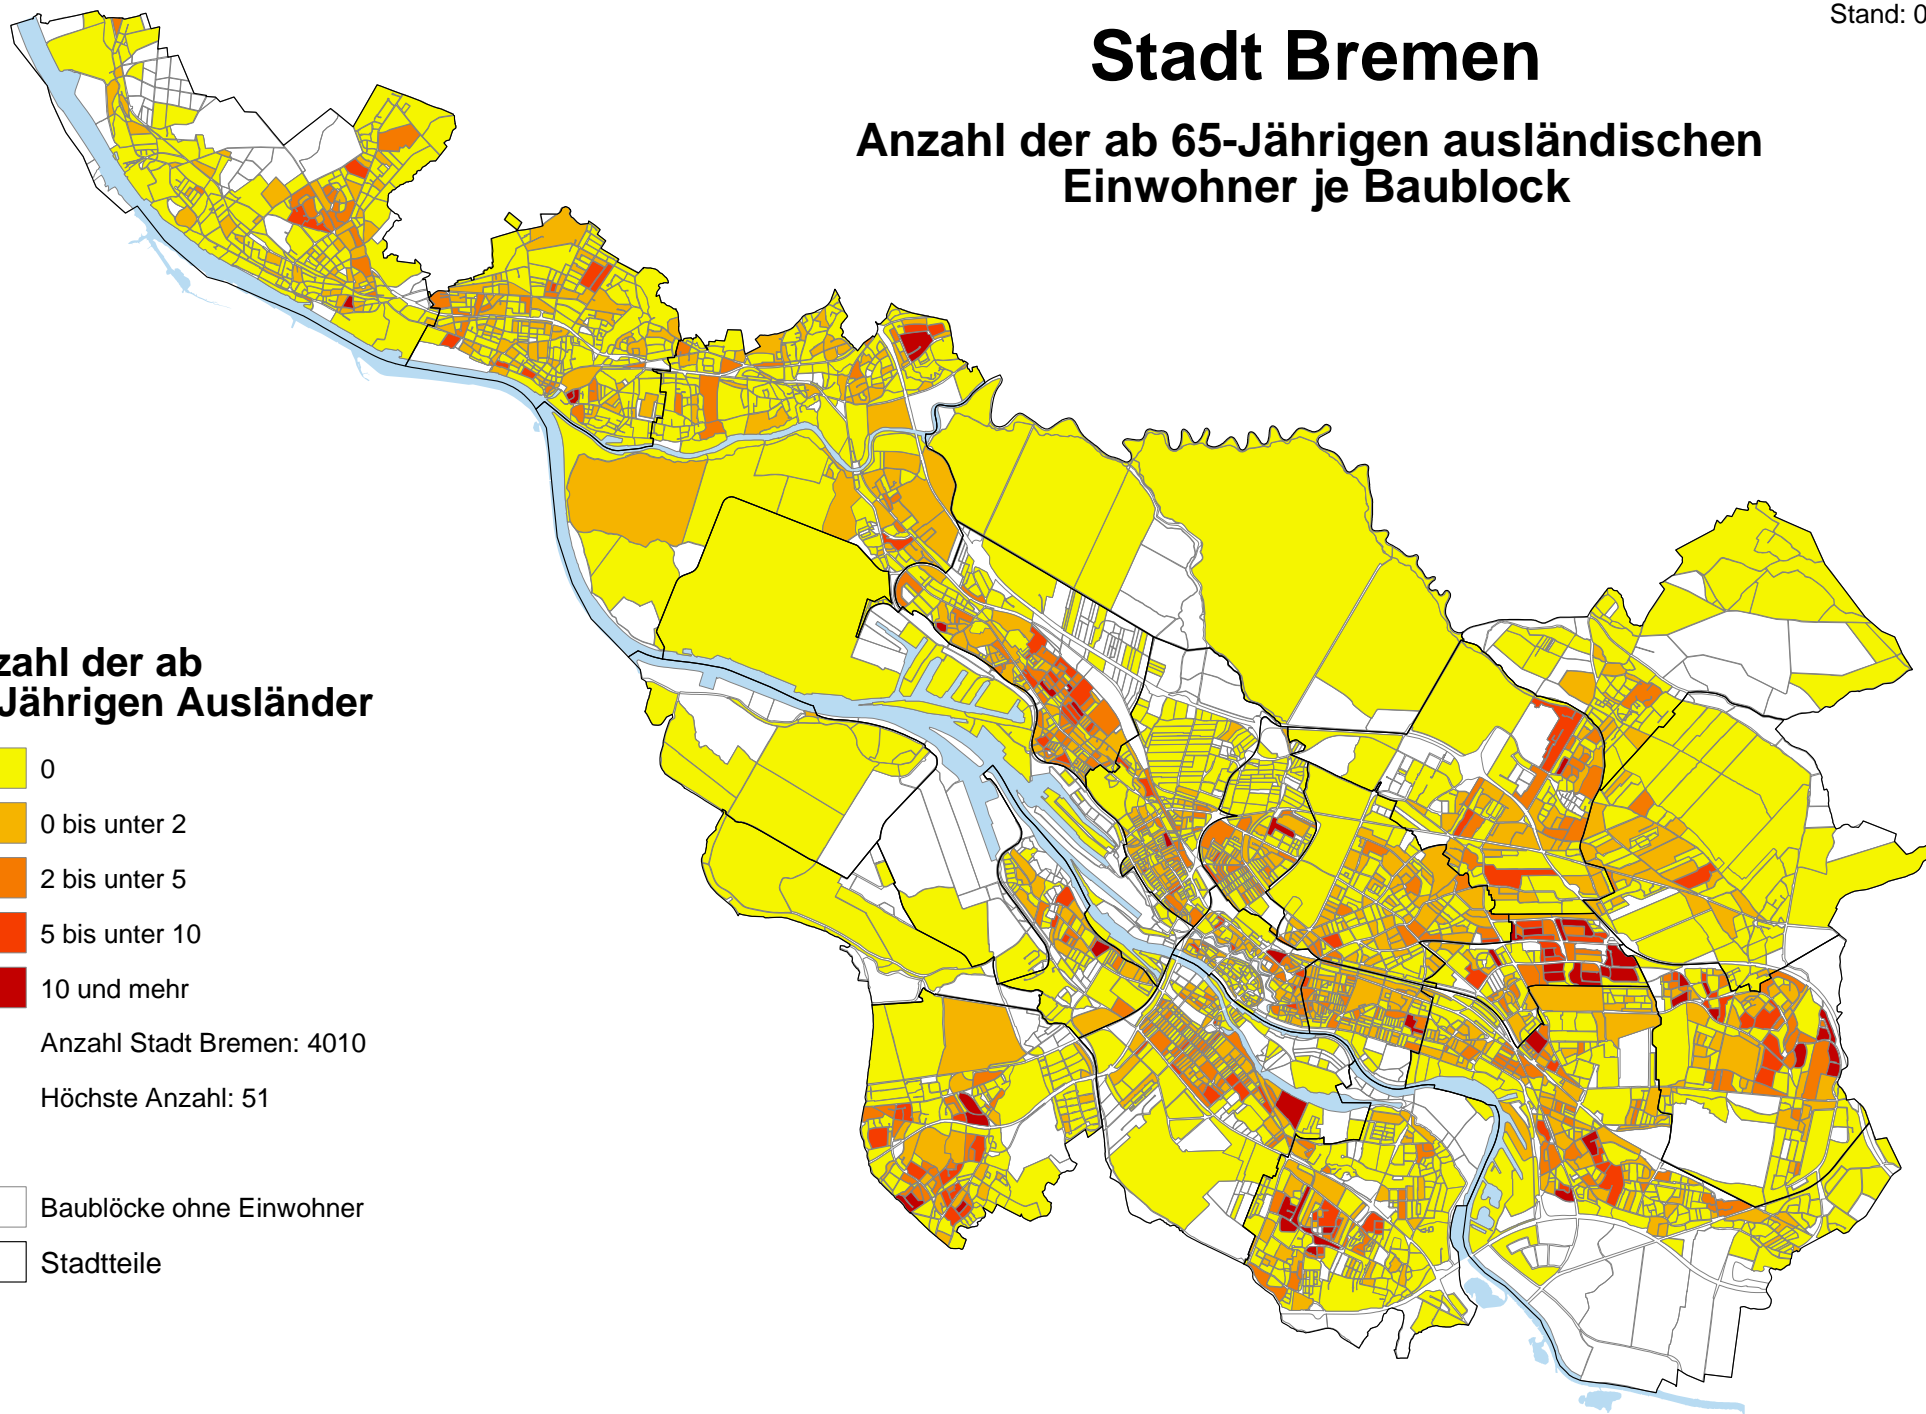 Stand: 0
Stadt Bremen
Anzahl der ab 65-Jährigen ausländischen
Einwohner je Baublock
zahl der ab
Jährigen Ausländer
0
0 bis unter 2
2 bis unter 5
5 bis unter 10
10 und mehr
Anzahl Stadt Bremen: 4010
Höchste Anzahl: 51
Baublöcke ohne Einwohner
Stadtteile